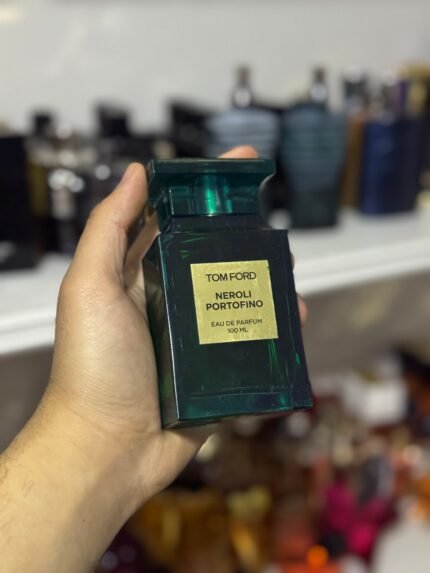 TOM FORD
NEROLI
PORTOFINO
EAU DE PARFUM
100 ML